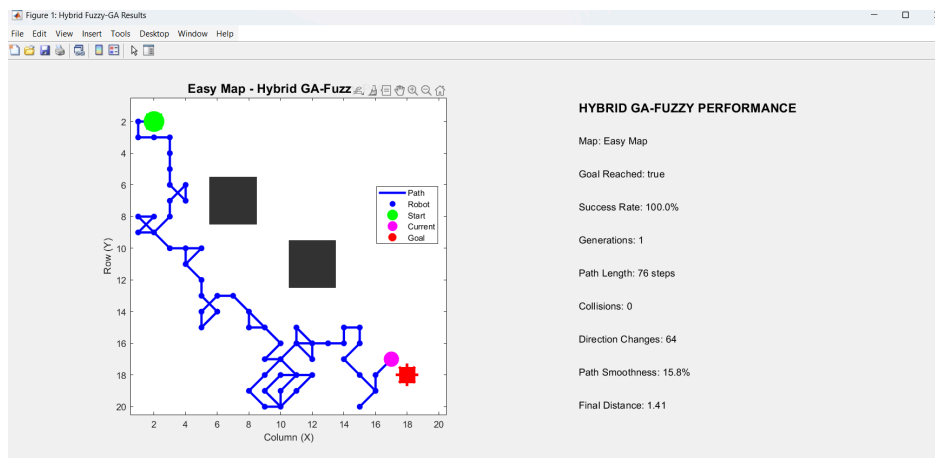 Figure 1: Hybrid Fuzzy-GA Results
File Edit View Insert Tools Desktop Window Help
Easy Map - Hybrid GA-Fuzz
2
4
6
8
10
12
14
16
18
20
Row (Y)
2 4 6 8 10 12 14 16 18 20
Column (X)
Path
Robot
Start
Current
Goal
HYBRID GA-FUZZY PERFORMANCE
Map: Easy Map
Goal Reached: true
Success Rate: 100.0%
Generations: 1
Path Length: 76 steps
Collisions: 0
Direction Changes: 64
Path Smoothness: 15.8%
Final Distance: 1.41